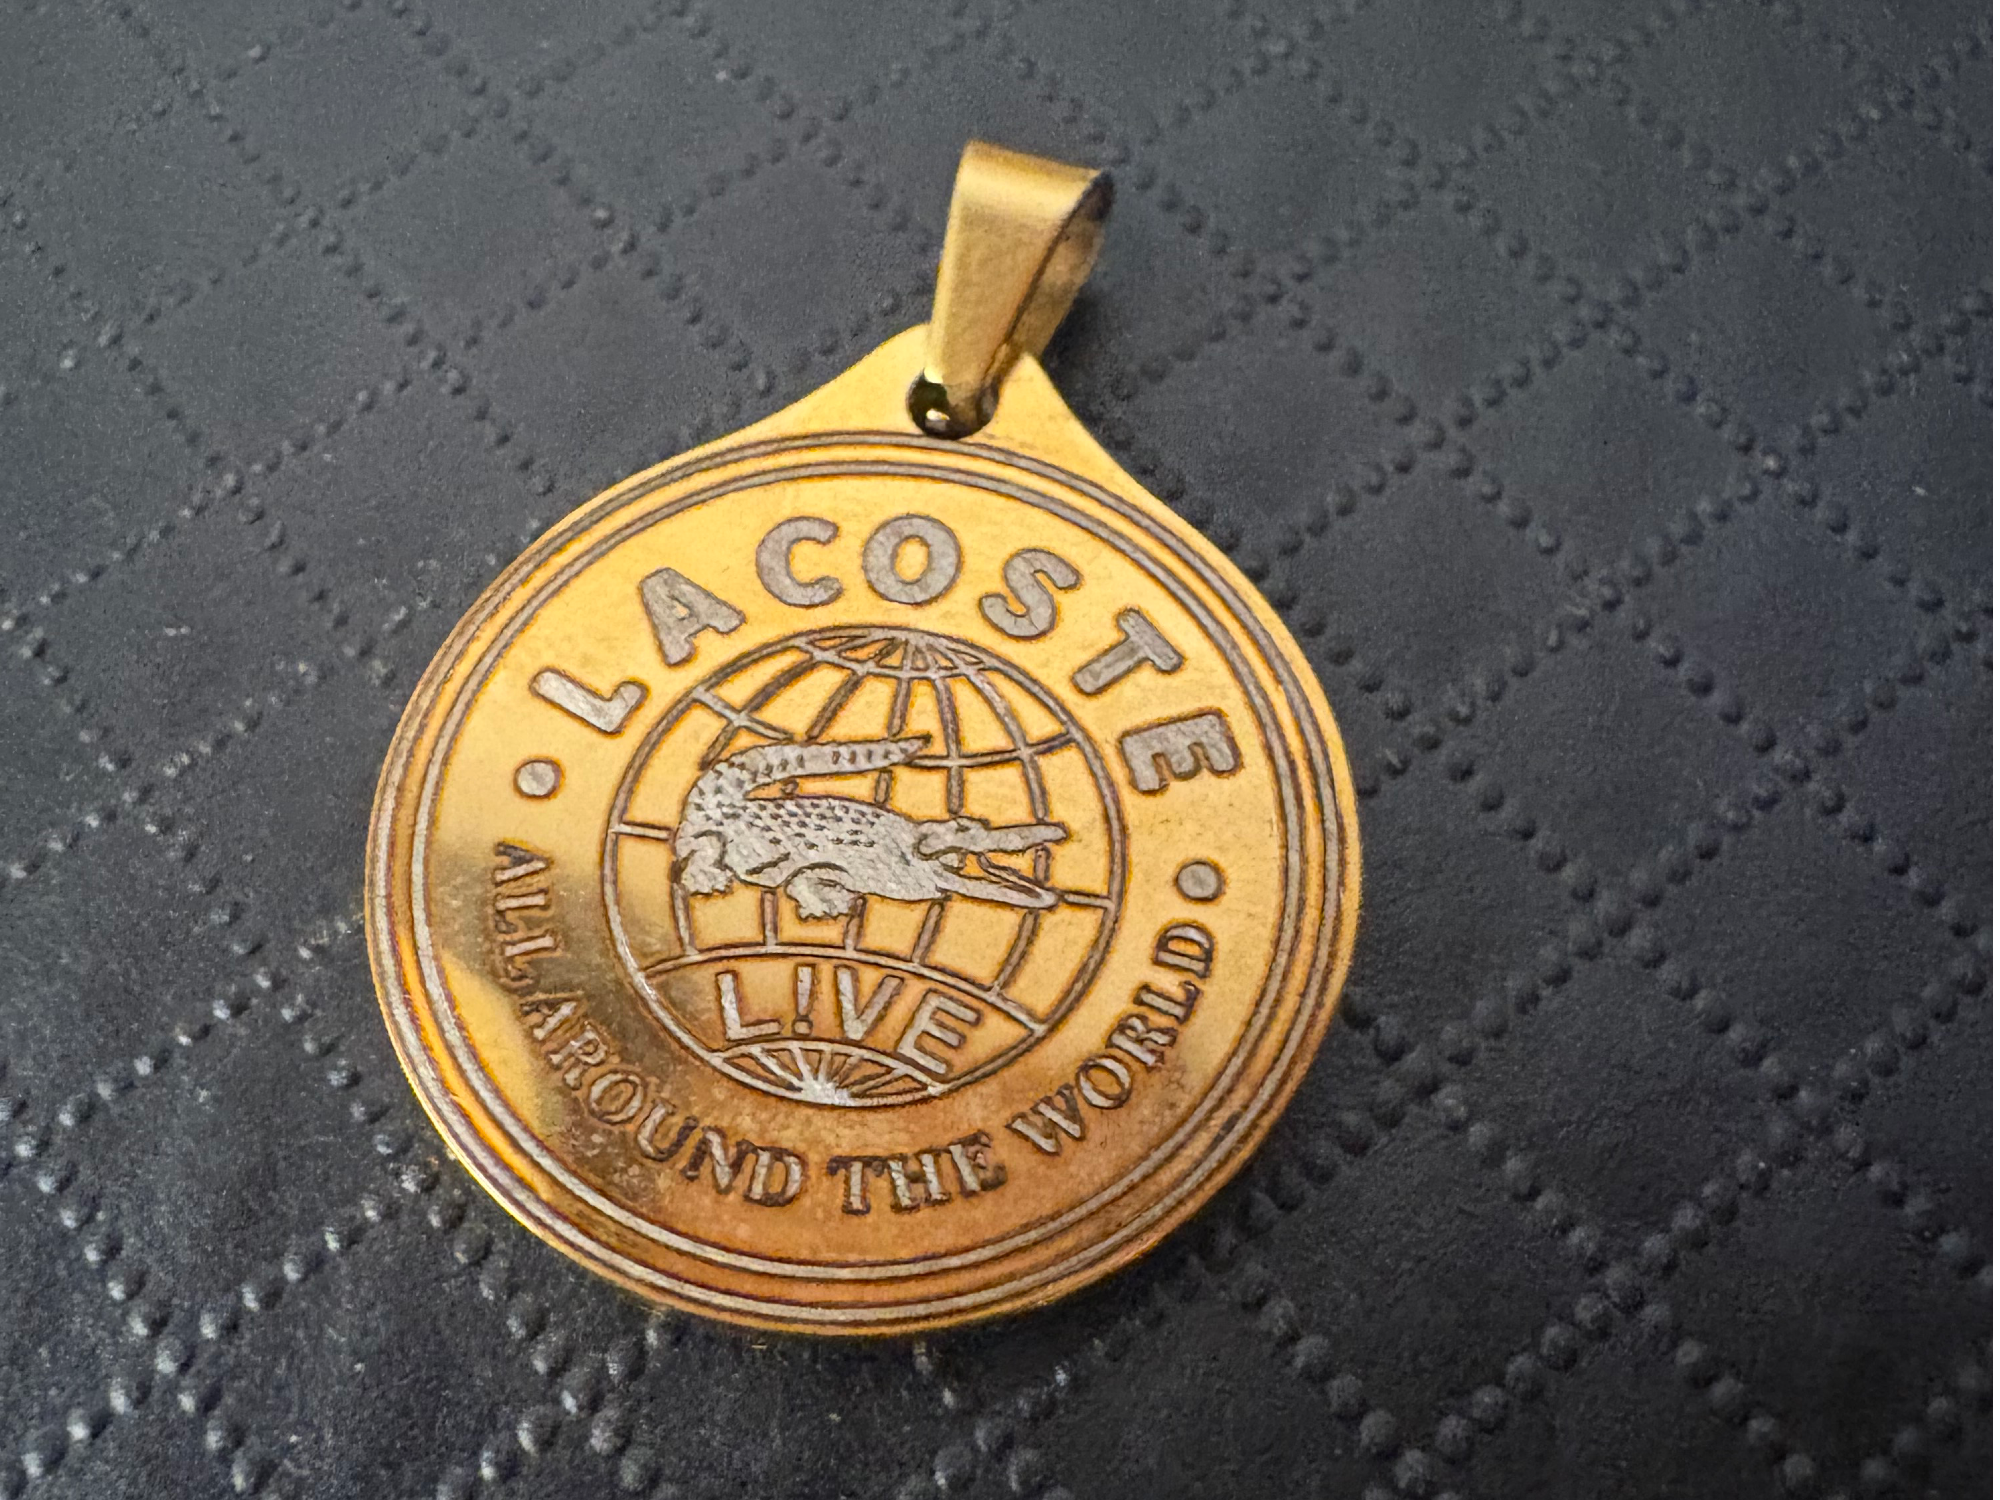 • LACOSTE •
L!VE
ALL AROUND THE WORLD